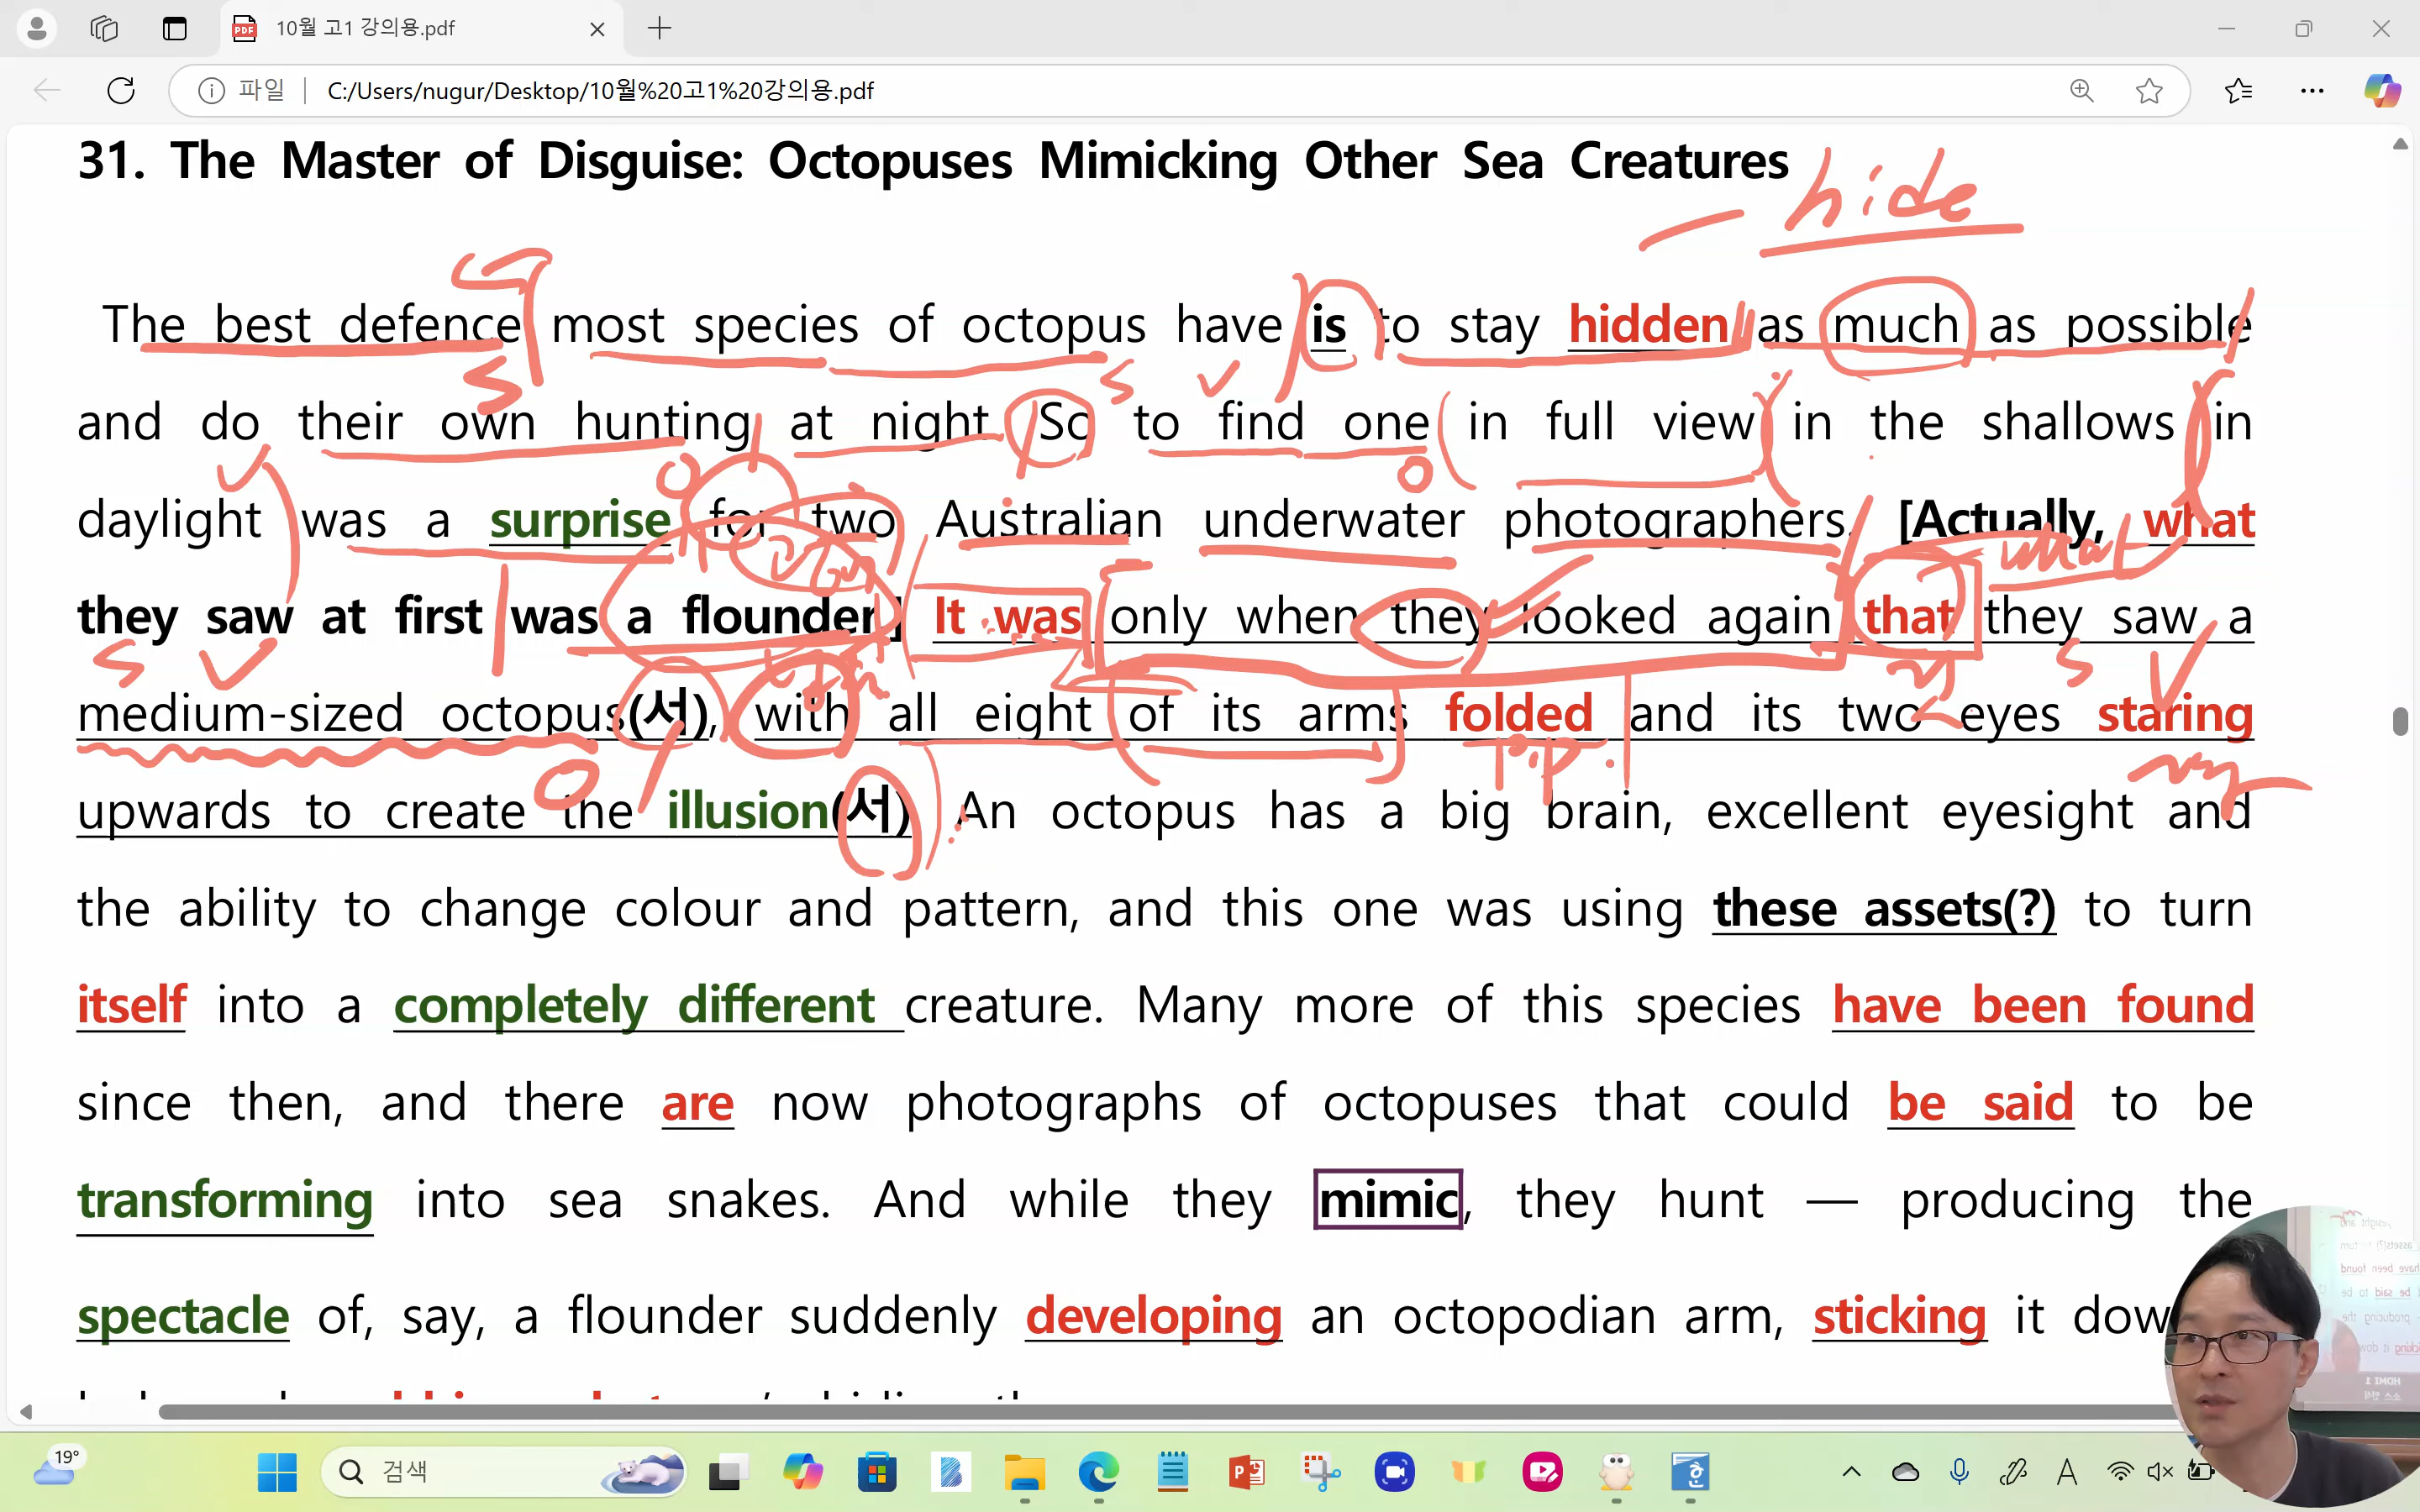 10월 고1 강의용.pdf
파일 C:/Users/nugur/Desktop/10월%20고1%20강의용.pdf
31. The Master of Disguise: Octopuses Mimicking Other Sea Creatures
hide
The best defence most species of octopus have is to stay hidden as much as possible
and do their own hunting at night. So to find one in full view in the shallows in
daylight was a surprise for two Australian underwater photographers. [Actually, what
what
they saw at first was a flounder] It was only when they looked again that they saw a
medium-sized octopus(서), with all eight of its arms folded and its two eyes staring
p.p.
upwards to create the illusion(서). An octopus has a big brain, excellent eyesight and
the ability to change colour and pattern, and this one was using these assets(?) to turn
itself into a completely different creature. Many more of this species have been found
since then, and there are now photographs of octopuses that could be said to be
transforming into sea snakes. And while they mimic, they hunt — producing the
spectacle of, say, a flounder suddenly developing an octopodian arm, sticking it dow
19°
검색